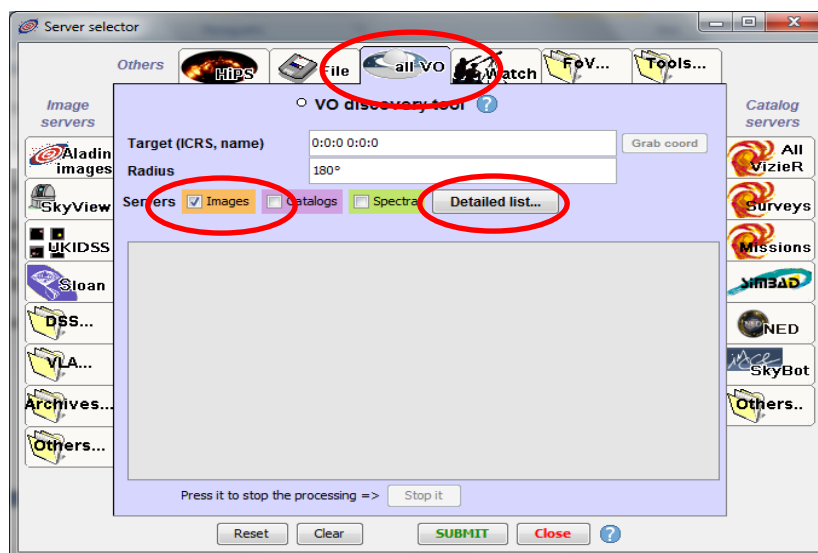 Server selector
Others HiPS File all VO Watch FoV... Tools...
Image servers
Aladin images
SkyView
UKIDSS
Sloan
DSS...
VLA...
Archives...
Others...
VO discovery tool ?
Target (ICRS, name) 0:0:0 0:0:0 Grab coord
Radius 180°
Servers Images Catalogs Spectra Detailed list...
Press it to stop the processing => Stop it
Catalog servers
All VizieR
Surveys
Missions
SIMBAD
NED
imcce SkyBot
Others..
Reset Clear SUBMIT Close ?